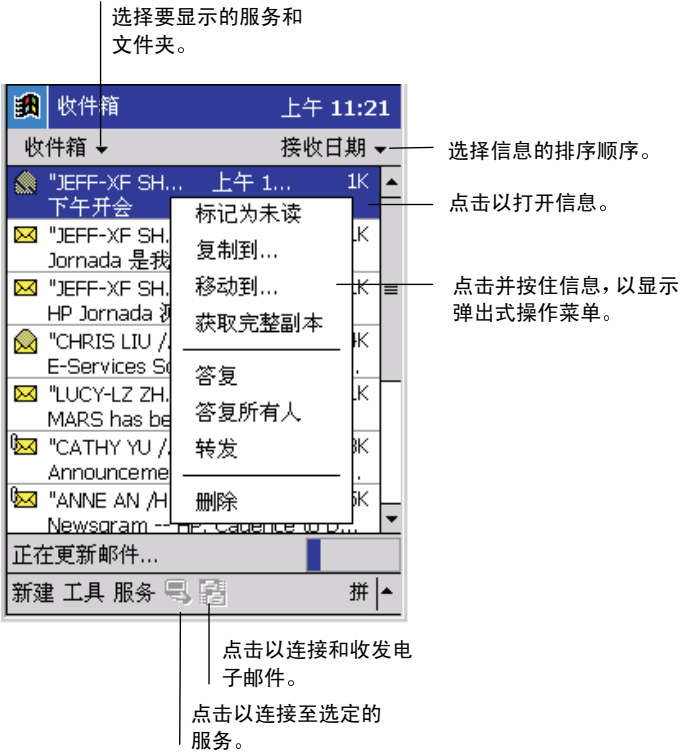 选择要显示的服务和
文件夹。
收件箱 上午 11:21
收件箱 接收日期
选择信息的排序顺序。
"JEFF-XF SH... 上午 1... 1K
下午开会
点击以打开信息。
标记为未读
复制到...
移动到...
获取完整副本
答复
答复所有人
转发
删除
"JEFF-XF SH.
Jornada 是我
"JEFF-XF SH.
HP Jornada
点击并按住信息，以显示
弹出式操作菜单。
"CHRIS LIU /.
E-Services
"LUCY-LZ ZH.
MARS has be
"CATHY YU /.
Announceme
"ANNE AN /H
Newsgram -- HP, Cadence to D...
正在更新邮件...
新建 工具 服务 拼
点击以连接和收发电
子邮件。
点击以连接至选定的
服务。